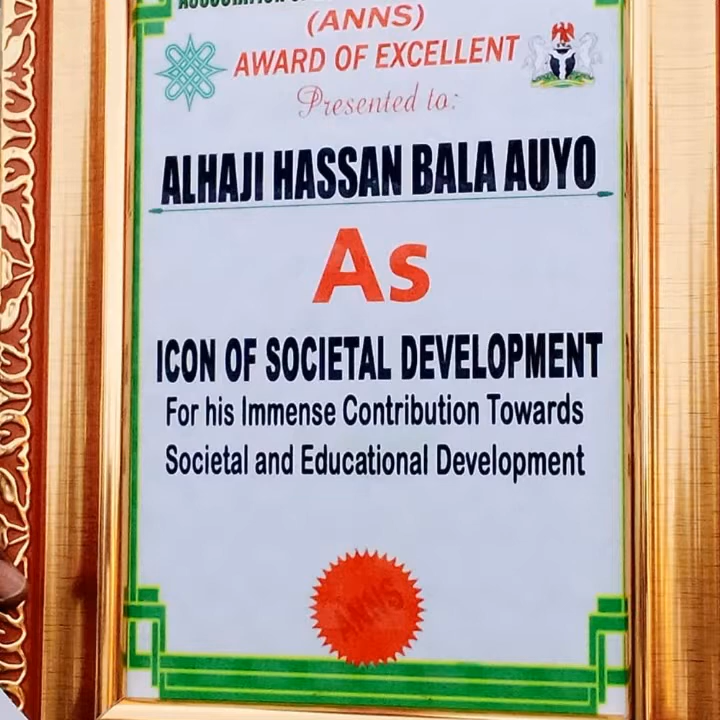 (ANNS)
AWARD OF EXCELLENT
Presented to:
ALHAJI HASSAN BALA AUYO
As
ICON OF SOCIETAL DEVELOPMENT
For his Immense Contribution Towards
Societal and Educational Development
ANNS